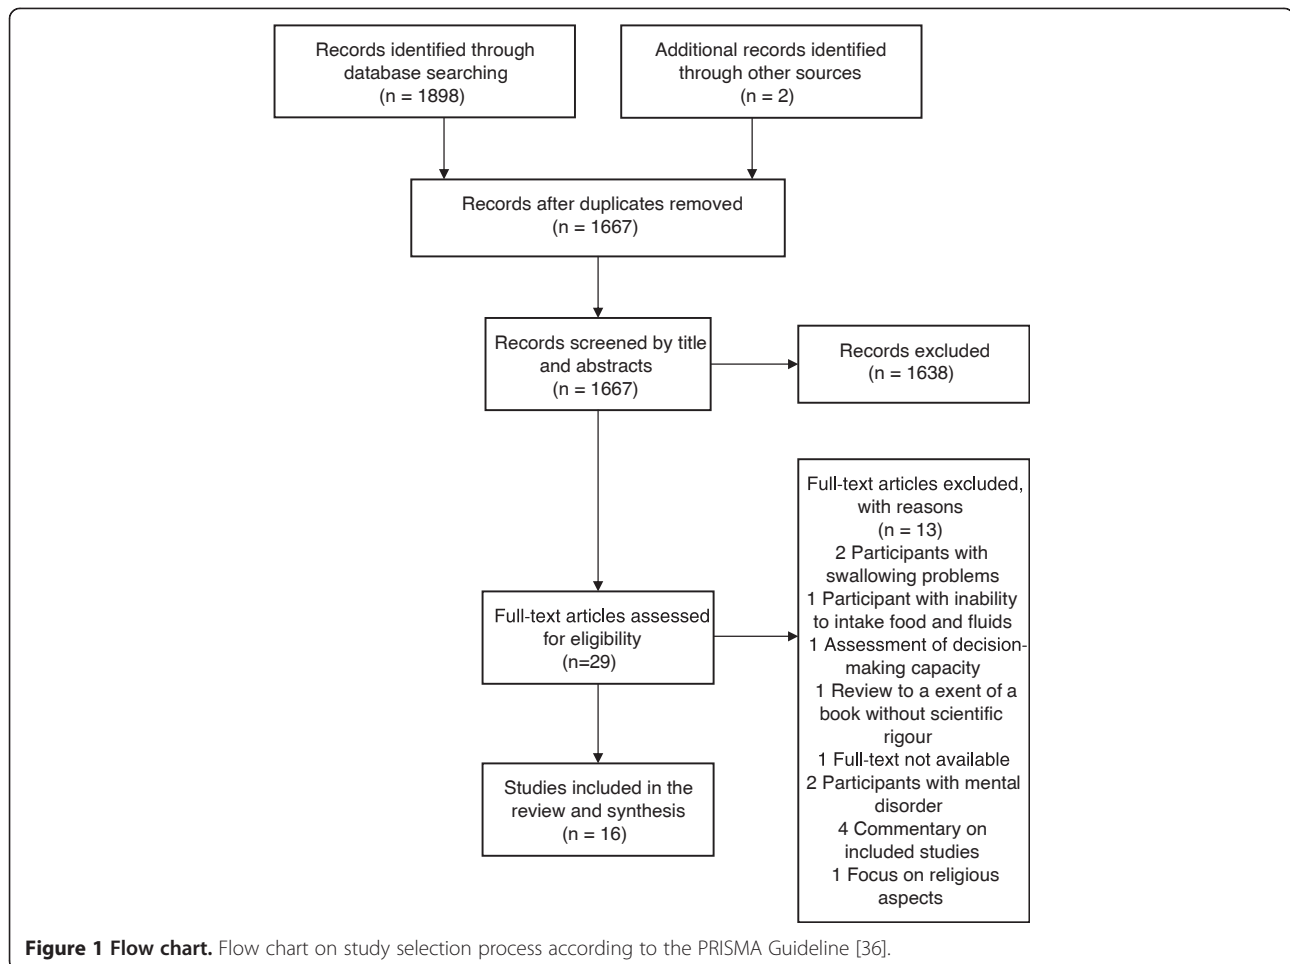 Records identified through
database searching
(n = 1898)
Additional records identified
through other sources
(n = 2)
Records after duplicates removed
(n = 1667)
Records screened by title
and abstracts
(n = 1667)
Records excluded
(n = 1638)
Full-text articles assessed
for eligibility
(n=29)
Full-text articles excluded,
with reasons
(n = 13)
2 Participants with
swallowing problems
1 Participant with inability
to intake food and fluids
1 Assessment of decision-
making capacity
1 Review to a exent of a
book without scientific
rigour
1 Full-text not available
2 Participants with mental
disorder
4 Commentary on
included studies
1 Focus on religious
aspects
Studies included in the
review and synthesis
(n = 16)
Figure 1 Flow chart. Flow chart on study selection process according to the PRISMA Guideline [36].